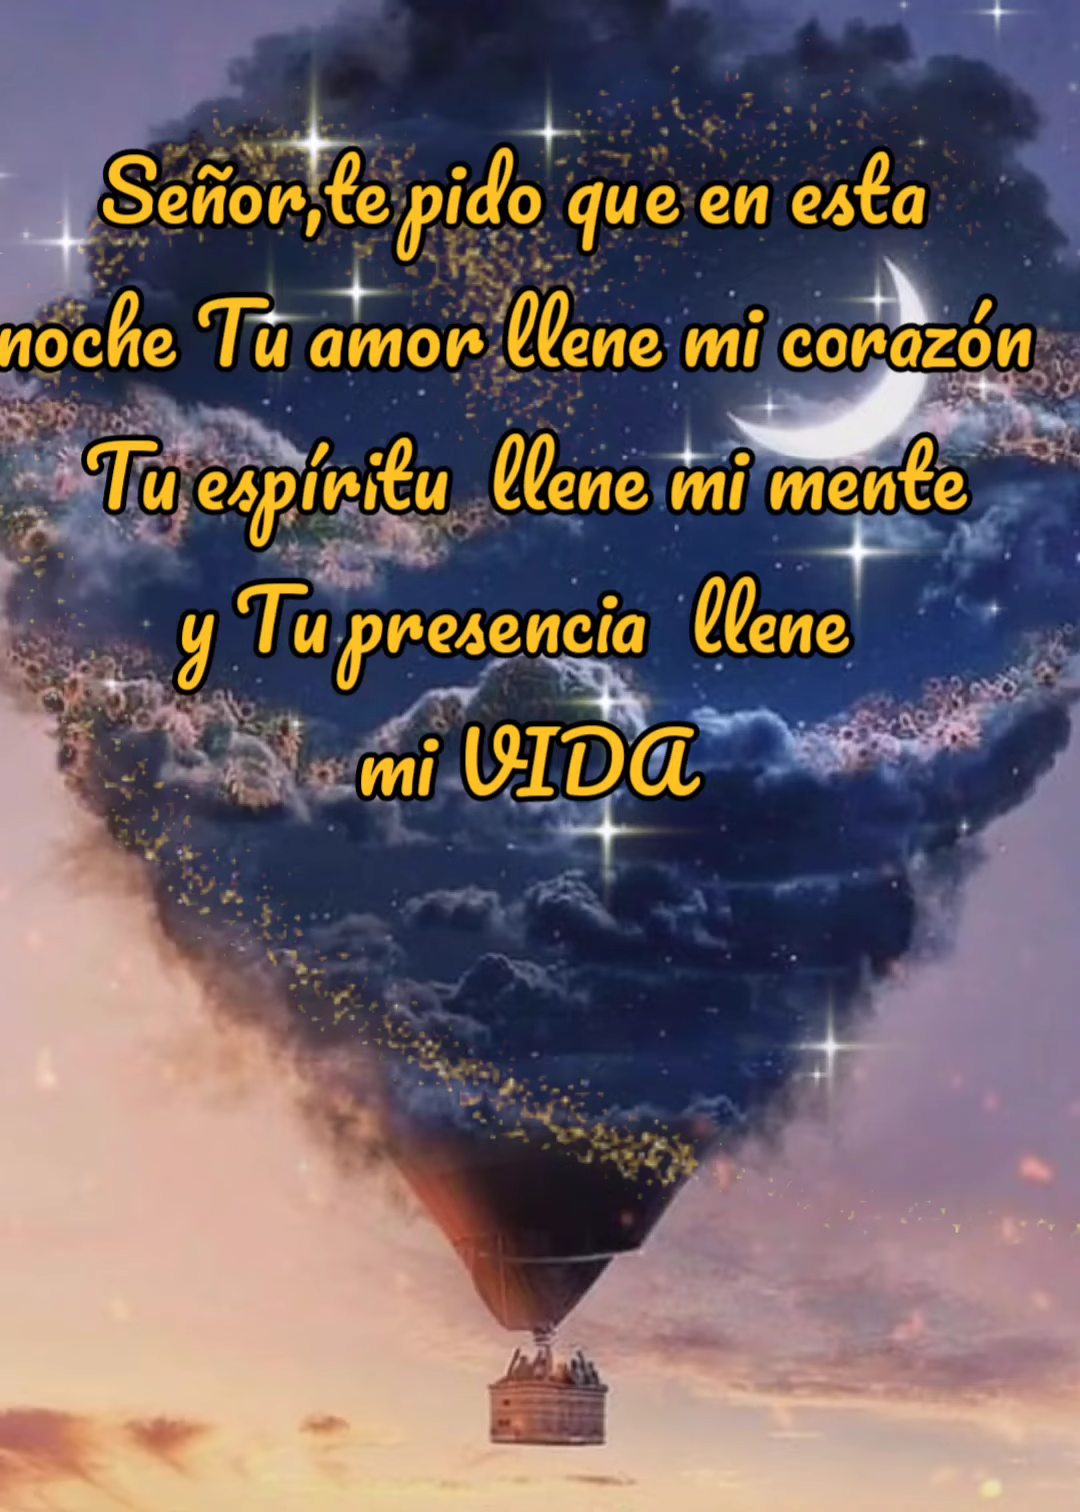 Señor,te pido que en esta
noche Tu amor llene mi corazón
Tu espíritu llene mi mente
y Tu presencia llene
mi VIDA